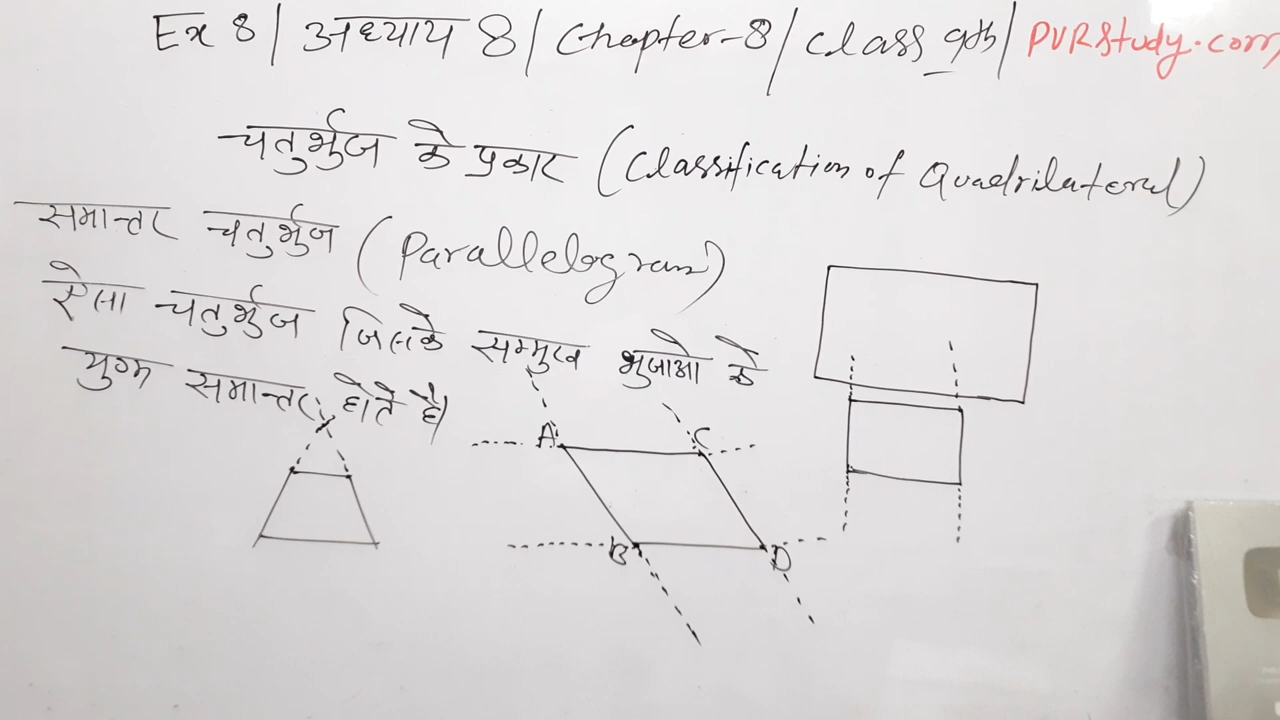 Ex 8 | अध्याय 8 | Chapter-8 | Class 9th | PVRStudy.com
चतुर्भुज के प्रकार (Classification of Quadrilateral)
समान्तर चतुर्भुज (Parallelogram)
ऐसा चतुर्भुज जिसके सम्मुख भुजाओ के
युग्म समान्तर होते है।
A C
B D